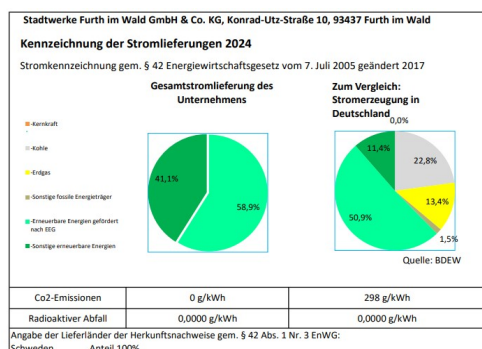 Stadtwerke Furth im Wald GmbH & Co. KG, Konrad-Utz-Straße 10, 93437 Furth im Wald
Kennzeichnung der Stromlieferungen 2024
Stromkennzeichnung gem. § 42 Energiewirtschaftsgesetz vom 7. Juli 2005 geändert 2017
Gesamtstromlieferung des
Unternehmens
Zum Vergleich:
Stromerzeugung in
Deutschland
0,0%
-Kernkraft
-Kohle
-Erdgas
-Sonstige fossile Energieträger
-Erneuerbare Energien gefördert
nach EEG
-Sonstige erneuerbare Energien
41,1%
58,9%
11,4%
22,8%
13,4%
50,9%
1,5%
Quelle: BDEW
Co2-Emissionen 0 g/kWh 298 g/kWh
Radioaktiver Abfall 0,0000 g/kWh 0,0000 g/kWh
Angabe der Lieferländer der Herkunftsnachweise gem. § 42 Abs. 1 Nr. 3 EnWG:
Schweden Anteil 100%